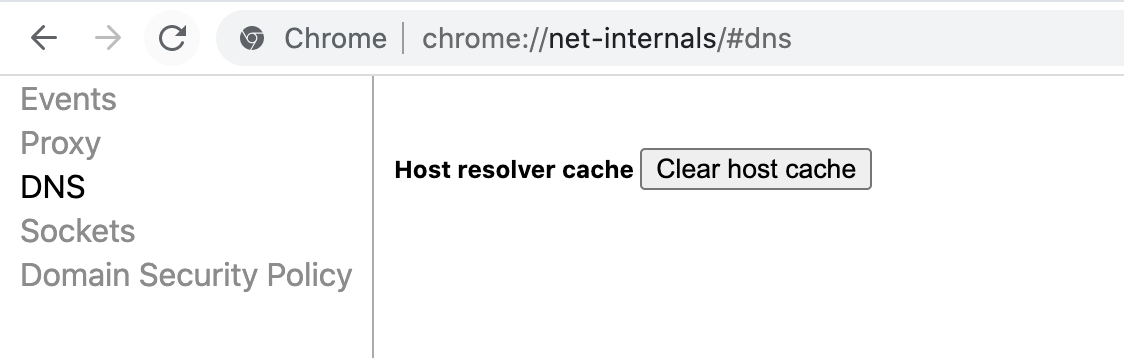 Chrome | chrome://net-internals/#dns
Events
Proxy
DNS
Sockets
Domain Security Policy
Host resolver cache Clear host cache